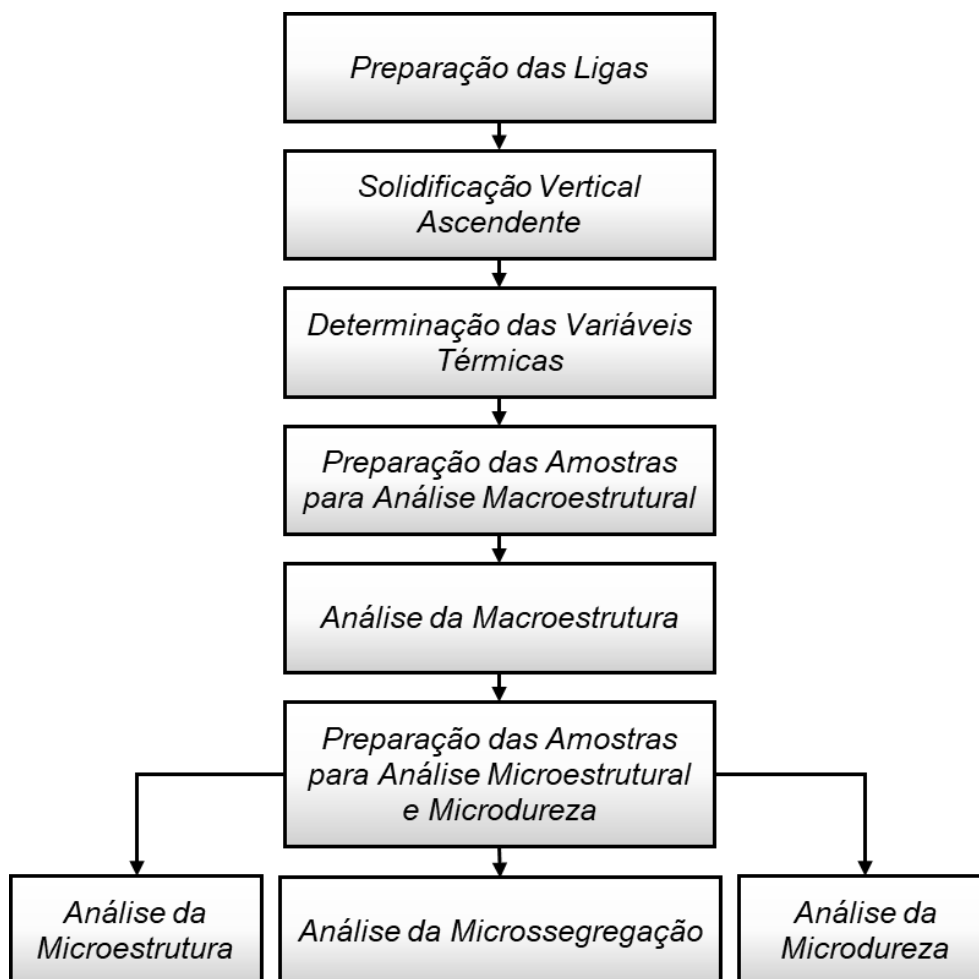 Preparação das Ligas
Solidificação Vertical
Ascendente
Determinação das Variáveis
Térmicas
Preparação das Amostras
para Análise Macroestrutural
Análise da Macroestrutura
Preparação das Amostras
para Análise Microestrutural
e Microdureza
Análise da
Microestrutura
Análise da Microssegregação
Análise da
Microdureza